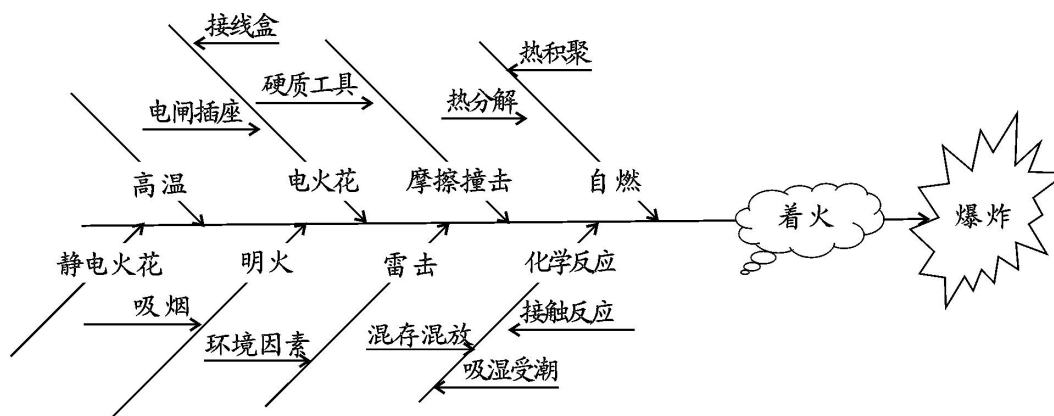 接线盒
热积聚
硬质工具
热分解
电闸插座
高温
电火花
摩擦撞击
自燃
着火
爆炸
静电火花
明火
雷击
化学反应
吸烟
接触反应
环境因素
混存混放
吸湿受潮